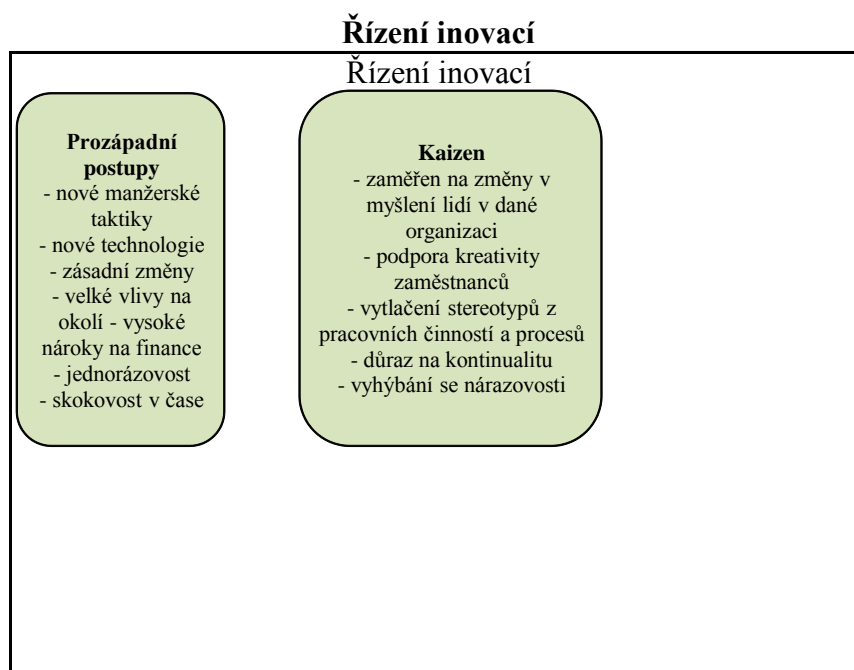 Řízení inovací
Řízení inovací
Prozápadní
postupy
- nové manžerské
taktiky
- nové technologie
- zásadní změny
- velké vlivy na
okolí - vysoké
nároky na finance
- jednorázovost
- skokovost v čase
Kaizen
- zaměřen na změny v
myšlení lidí v dané
organizaci
- podpora kreativity
zaměstnanců
- vytlačení stereotypů z
pracovních činností a procesů
- důraz na kontinualitu
- vyhýbání se nárazovosti